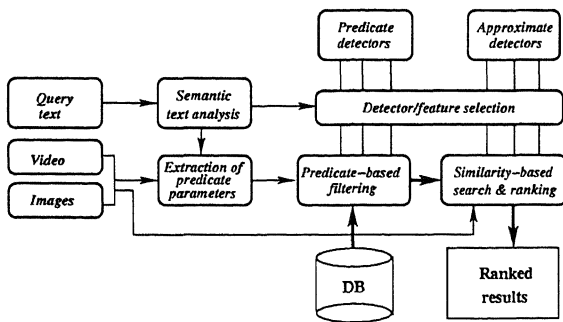 Predicate
detectors
Approximate
detectors
Query
text
Semantic
text analysis
Detector/feature selection
Video
Images
Extraction of
predicate
parameters
Predicate-based
filtering
Similarity-based
search & ranking
DB
Ranked
results